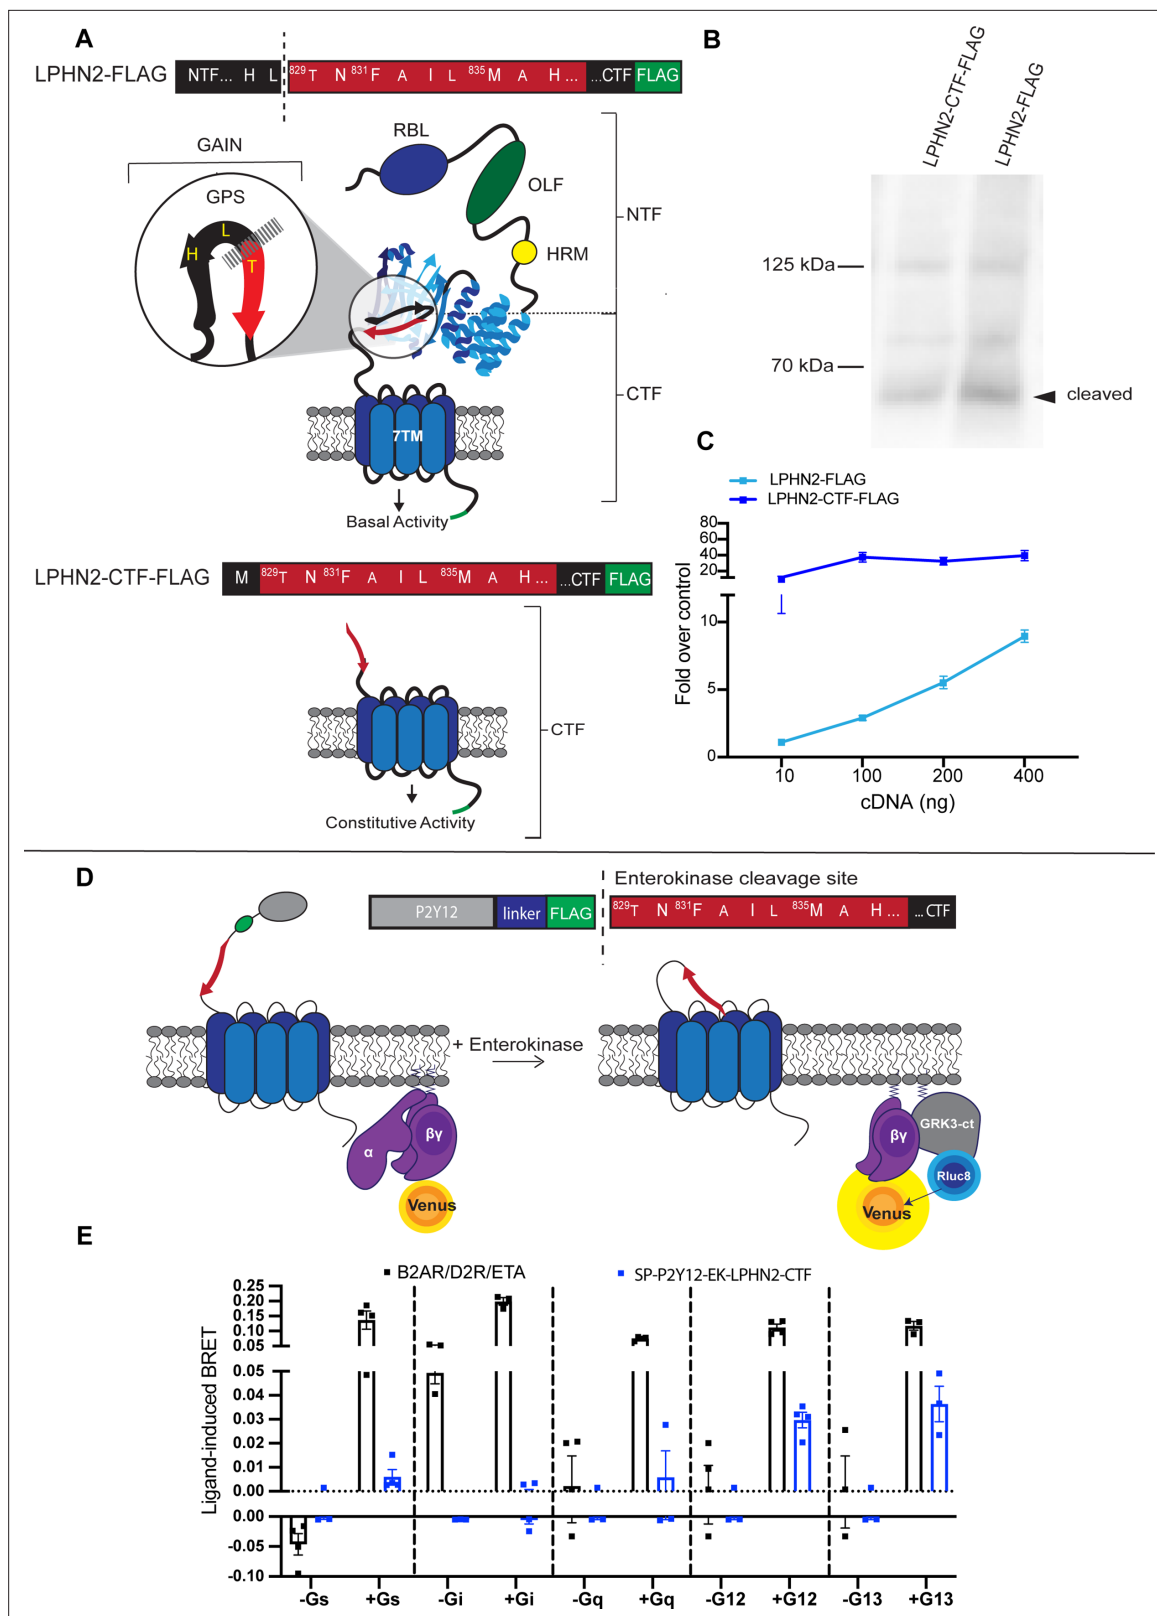 A
LPHN2-FLAG
NTF... H L 829T N 831F A I L 835M A H... ...CTF FLAG
GAIN
GPS
H L T
RBL
OLF
HRM
NTF
CTF
7TM
Basal Activity
LPHN2-CTF-FLAG
M 829T N 831F A I L 835M A H... ...CTF FLAG
CTF
Constitutive Activity
B
LPHN2-CTF-FLAG
LPHN2-FLAG
125 kDa
70 kDa
cleaved
C
LPHN2-FLAG
LPHN2-CTF-FLAG
Fold over control
80
60
40
20
10
5
0
10 100 200 400
cDNA (ng)
D
Enterokinase cleavage site
P2Y12 linker FLAG 829T N 831F A I L 835M A H... ...CTF
+ Enterokinase
α
βγ
Venus
βγ
GRK3-ct
Rluc8
Venus
E
B2AR/D2R/ETA
SP-P2Y12-EK-LPHN2-CTF
Ligand-induced BRET
0.25
0.20
0.15
0.10
0.05
0.05
0.04
0.03
0.02
0.01
0.00
0.00
-0.05
-0.10
-Gs +Gs -Gi +Gi -Gq +Gq -G12 +G12 -G13 +G13